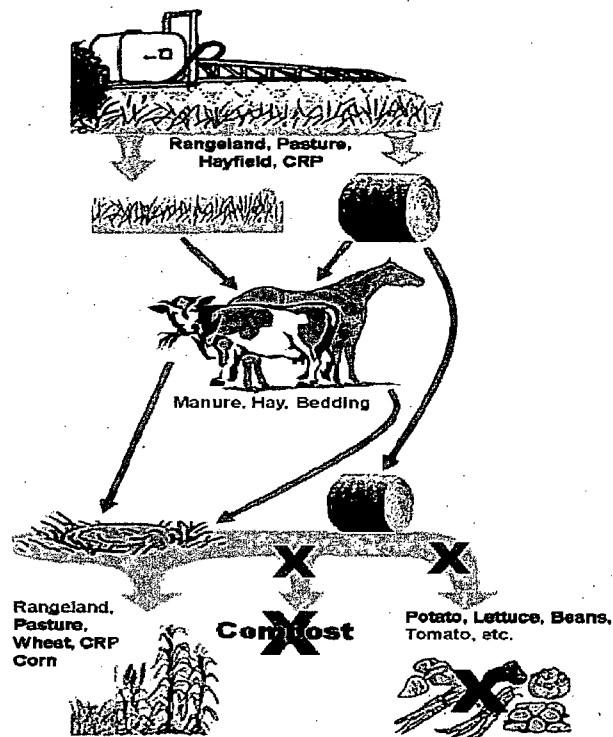 Rangeland, Pasture,
Hayfield, CRP
Manure, Hay, Bedding
Rangeland,
Pasture,
Wheat, CRP
Corn
Compost
Potato, Lettuce, Beans,
Tomato, etc.